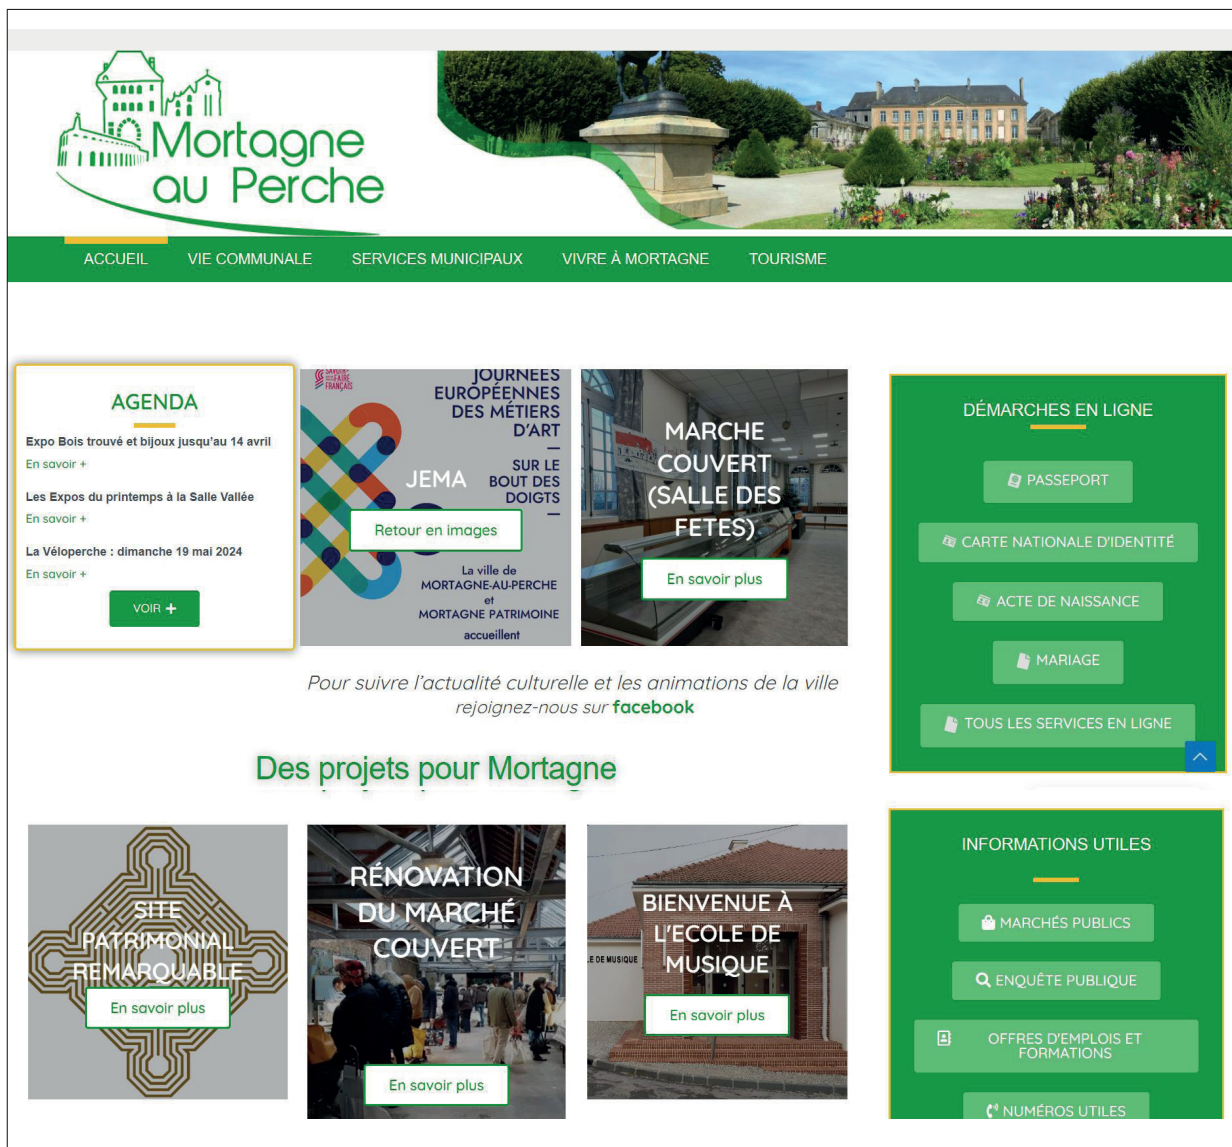 Mortagne
au Perche
ACCUEIL
VIE COMMUNALE
SERVICES MUNICIPAUX
VIVRE À MORTAGNE
TOURISME
AGENDA
Expo Bois trouvé et bijoux jusqu'au 14 avril
En savoir +
Les Expos du printemps à la Salle Vallée
En savoir +
La Véloperche : dimanche 19 mai 2024
En savoir +
VOIR +
FRANÇAIS
JOURNÉES
EUROPÉENNES
DES MÉTIERS
D'ART
—
SUR LE
BOUT DES
DOIGTS
—
JEMA
Retour en images
La ville de
MORTAGNE-AU-PERCHE
et
MORTAGNE PATRIMOINE
accueillent
MARCHE
COUVERT
(SALLE DES
FETES)
En savoir plus
Pour suivre l'actualité culturelle et les animations de la ville
rejoignez-nous sur facebook
Des projets pour Mortagne
SITE
PATRIMONIAL
REMARQUABLE
En savoir plus
RÉNOVATION
DU MARCHÉ
COUVERT
En savoir plus
LE DE MUSIQUE
BIENVENUE À
L'ECOLE DE
MUSIQUE
En savoir plus
DÉMARCHES EN LIGNE
PASSEPORT
CARTE NATIONALE D'IDENTITÉ
ACTE DE NAISSANCE
MARIAGE
TOUS LES SERVICES EN LIGNE
INFORMATIONS UTILES
MARCHÉS PUBLICS
ENQUÊTE PUBLIQUE
OFFRES D'EMPLOIS ET
FORMATIONS
NUMÉROS UTILES